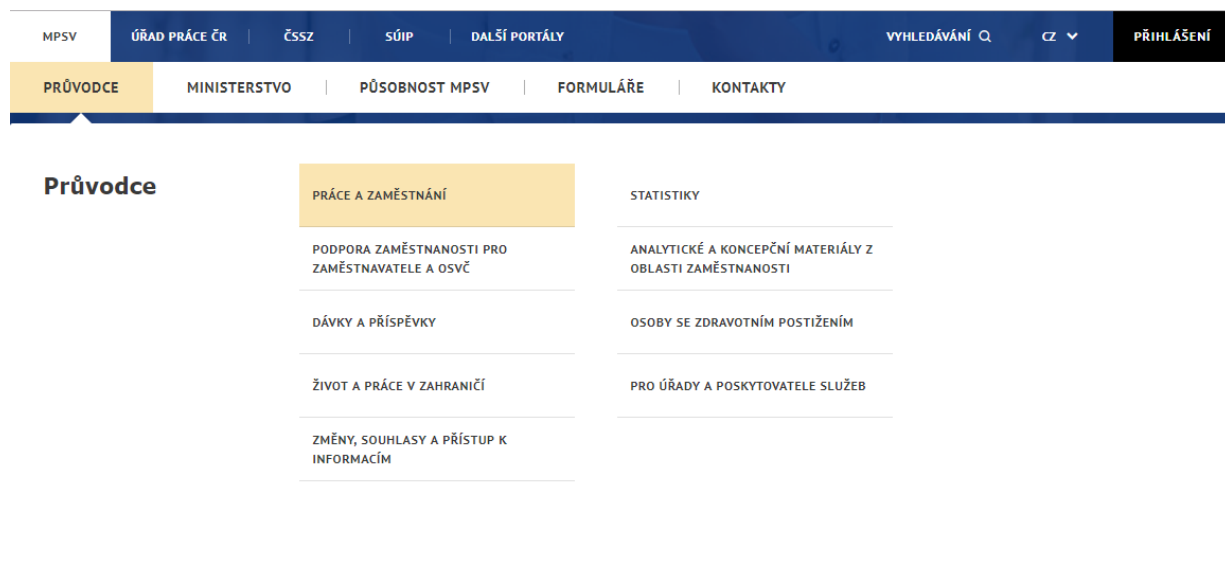 MPSV
ÚŘAD PRÁCE ČR
ČSSZ
SÚIP
DALŠÍ PORTÁLY
VYHLEDÁVÁNÍ
CZ
PŘIHLÁŠENÍ
PRŮVODCE
MINISTERSTVO
PŮSOBNOST MPSV
FORMULÁŘE
KONTAKTY
Průvodce
PRÁCE A ZAMĚSTNÁNÍ
PODPORA ZAMĚSTNANOSTI PRO
ZAMĚSTNAVATELE A OSVČ
DÁVKY A PŘÍSPĚVKY
ŽIVOT A PRÁCE V ZAHRANIČÍ
ZMĚNY, SOUHLASY A PŘÍSTUP K
INFORMACÍM
STATISTIKY
ANALYTICKÉ A KONCEPČNÍ MATERIÁLY Z
OBLASTI ZAMĚSTNANOSTI
OSOBY SE ZDRAVOTNÍM POSTIŽENÍM
PRO ÚŘADY A POSKYTOVATELE SLUŽEB